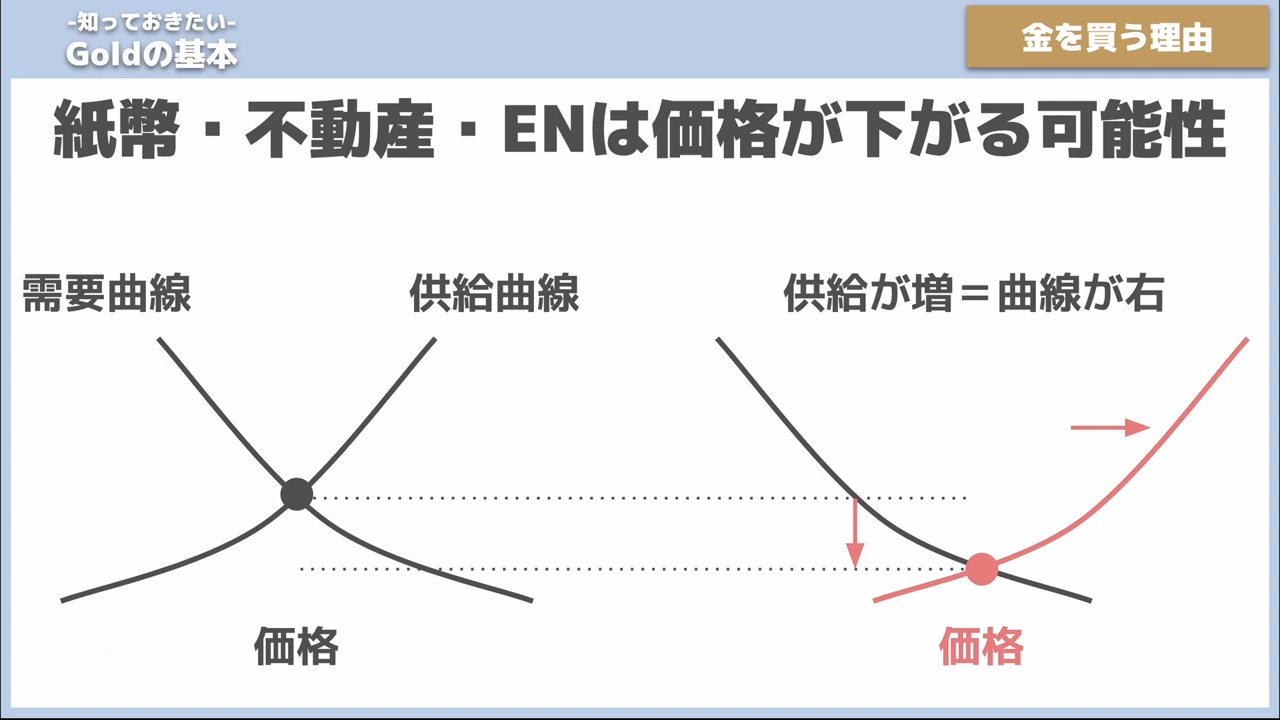 -知っておきたい-
Goldの基本
金を買う理由
紙幣・不動産・ENは価格が下がる可能性
需要曲線
供給曲線
供給が増＝曲線が右
価格
価格